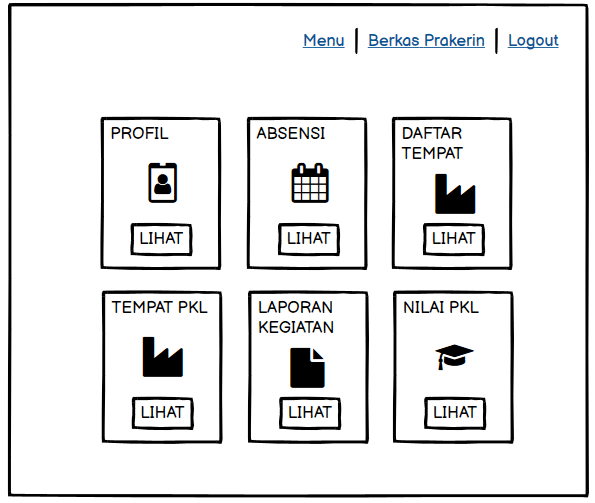 Menu | Berkas Prakerin | Logout
PROFIL
LIHAT
ABSENSI
LIHAT
DAFTAR
TEMPAT
LIHAT
TEMPAT PKL
LIHAT
LAPORAN
KEGIATAN
LIHAT
NILAI PKL
LIHAT